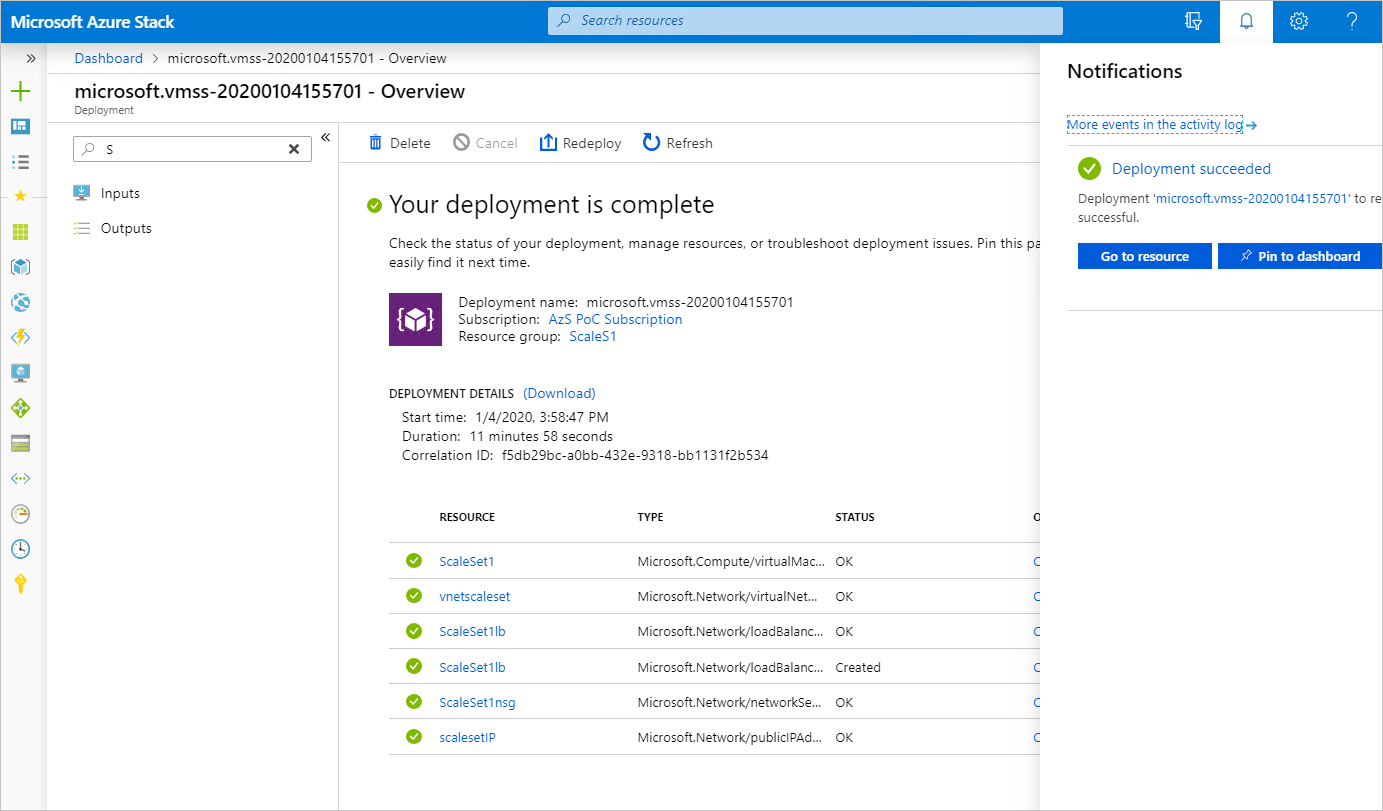 Microsoft Azure Stack
Search resources
Dashboard > microsoft.vmss-20200104155701 - Overview
microsoft.vmss-20200104155701 - Overview
Deployment
S
Inputs
Outputs
Delete
Cancel
Redeploy
Refresh
Your deployment is complete
Check the status of your deployment, manage resources, or troubleshoot deployment issues. Pin this pa
easily find it next time.
Deployment name: microsoft.vmss-20200104155701
Subscription: AzS PoC Subscription
Resource group: ScaleS1
DEPLOYMENT DETAILS (Download)
Start time: 1/4/2020, 3:58:47 PM
Duration: 11 minutes 58 seconds
Correlation ID: f5db29bc-a0bb-432e-9318-bb1131f2b534
RESOURCE TYPE STATUS O
ScaleSet1 Microsoft.Compute/virtualMac... OK
vnetscaleset Microsoft.Network/virtualNet... OK
ScaleSet1lb Microsoft.Network/loadBalanc... OK
ScaleSet1lb Microsoft.Network/loadBalanc... Created
ScaleSet1nsg Microsoft.Network/networkSe... OK
scalesetIP Microsoft.Network/publicIPAd... OK
Notifications
More events in the activity log
Deployment succeeded
Deployment 'microsoft.vmss-20200104155701' to re
successful.
Go to resource
Pin to dashboard